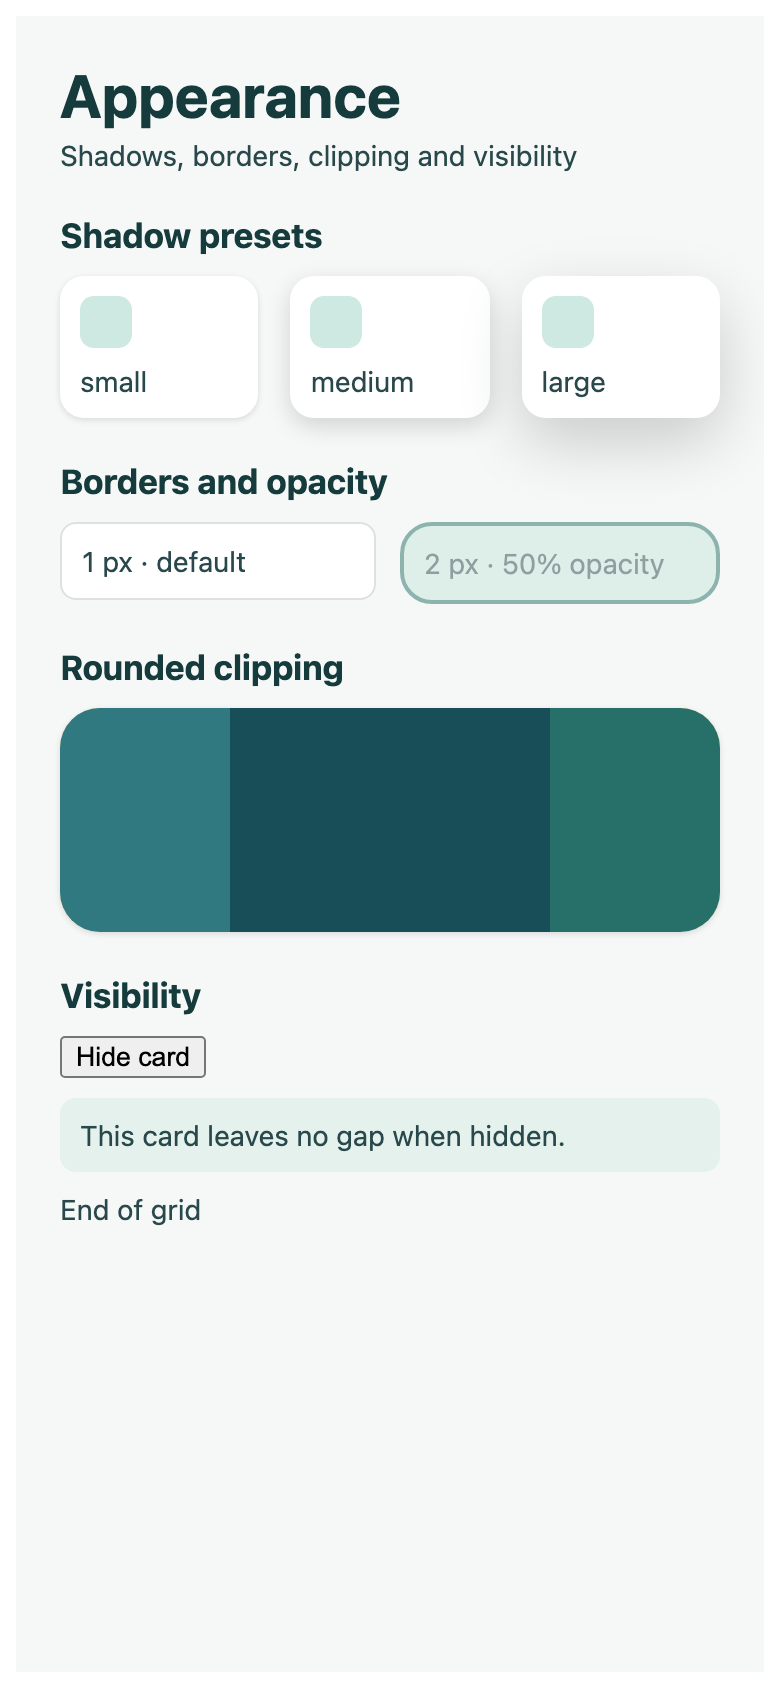 Appearance
Shadows, borders, clipping and visibility
Shadow presets
small
medium
large
Borders and opacity
1 px · default
2 px · 50% opacity
Rounded clipping
Visibility
Hide card
This card leaves no gap when hidden.
End of grid